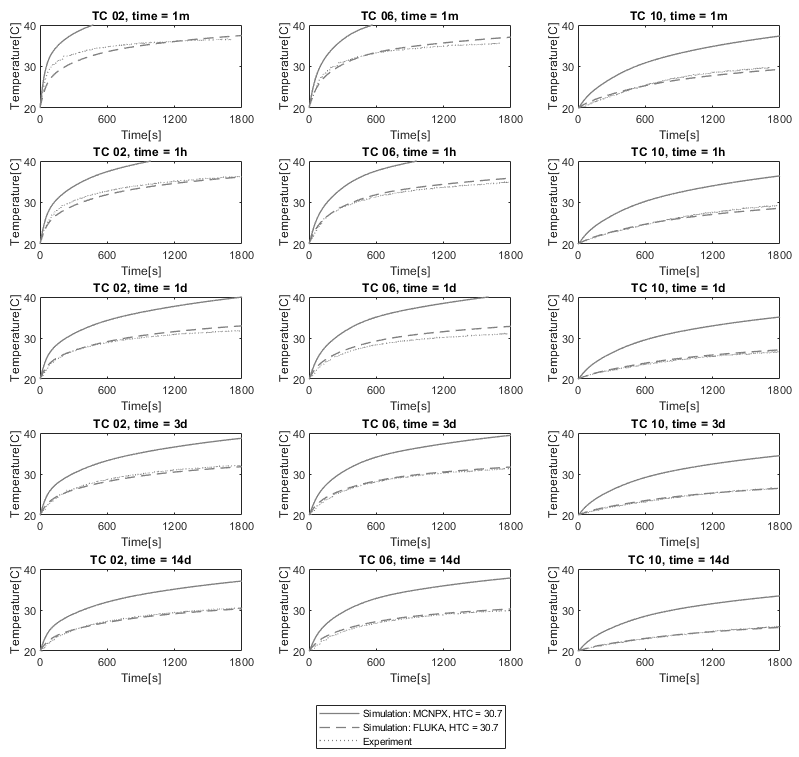 TC 02, time = 1m
TC 06, time = 1m
TC 10, time = 1m
Temperature[C]
40
30
20
0 600 1200 1800
Time[s]
Temperature[C]
40
30
20
0 600 1200 1800
Time[s]
Temperature[C]
40
30
20
0 600 1200 1800
Time[s]
TC 02, time = 1h
TC 06, time = 1h
TC 10, time = 1h
Temperature[C]
40
30
20
0 600 1200 1800
Time[s]
Temperature[C]
40
30
20
0 600 1200 1800
Time[s]
Temperature[C]
40
30
20
0 600 1200 1800
Time[s]
TC 02, time = 1d
TC 06, time = 1d
TC 10, time = 1d
Temperature[C]
40
30
20
0 600 1200 1800
Time[s]
Temperature[C]
40
30
20
0 600 1200 1800
Time[s]
Temperature[C]
40
30
20
0 600 1200 1800
Time[s]
TC 02, time = 3d
TC 06, time = 3d
TC 10, time = 3d
Temperature[C]
40
30
20
0 600 1200 1800
Time[s]
Temperature[C]
40
30
20
0 600 1200 1800
Time[s]
Temperature[C]
40
30
20
0 600 1200 1800
Time[s]
TC 02, time = 14d
TC 06, time = 14d
TC 10, time = 14d
Temperature[C]
40
30
20
0 600 1200 1800
Time[s]
Temperature[C]
40
30
20
0 600 1200 1800
Time[s]
Temperature[C]
40
30
20
0 600 1200 1800
Time[s]
Simulation: MCNPX, HTC = 30.7
Simulation: FLUKA, HTC = 30.7
Experiment